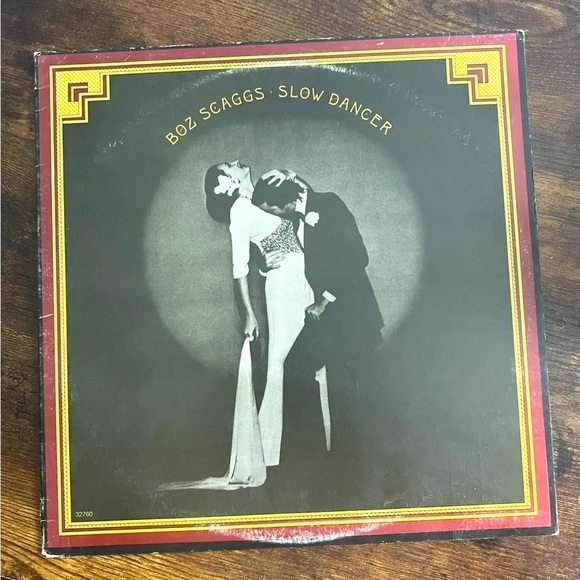 BOZ SCAGGS · SLOW DANCER
32760